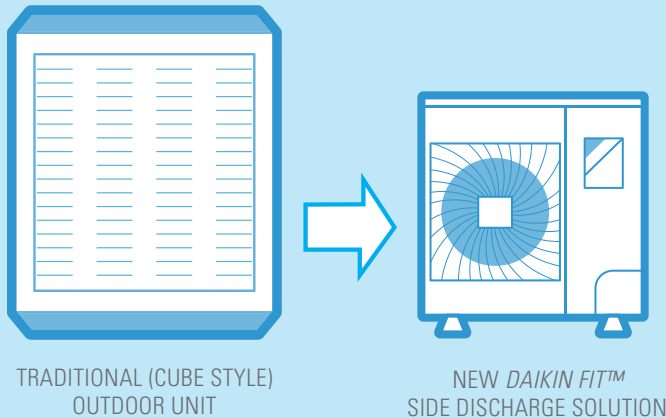 TRADITIONAL (CUBE STYLE)
OUTDOOR UNIT
NEW DAIKIN FIT™
SIDE DISCHARGE SOLUTION